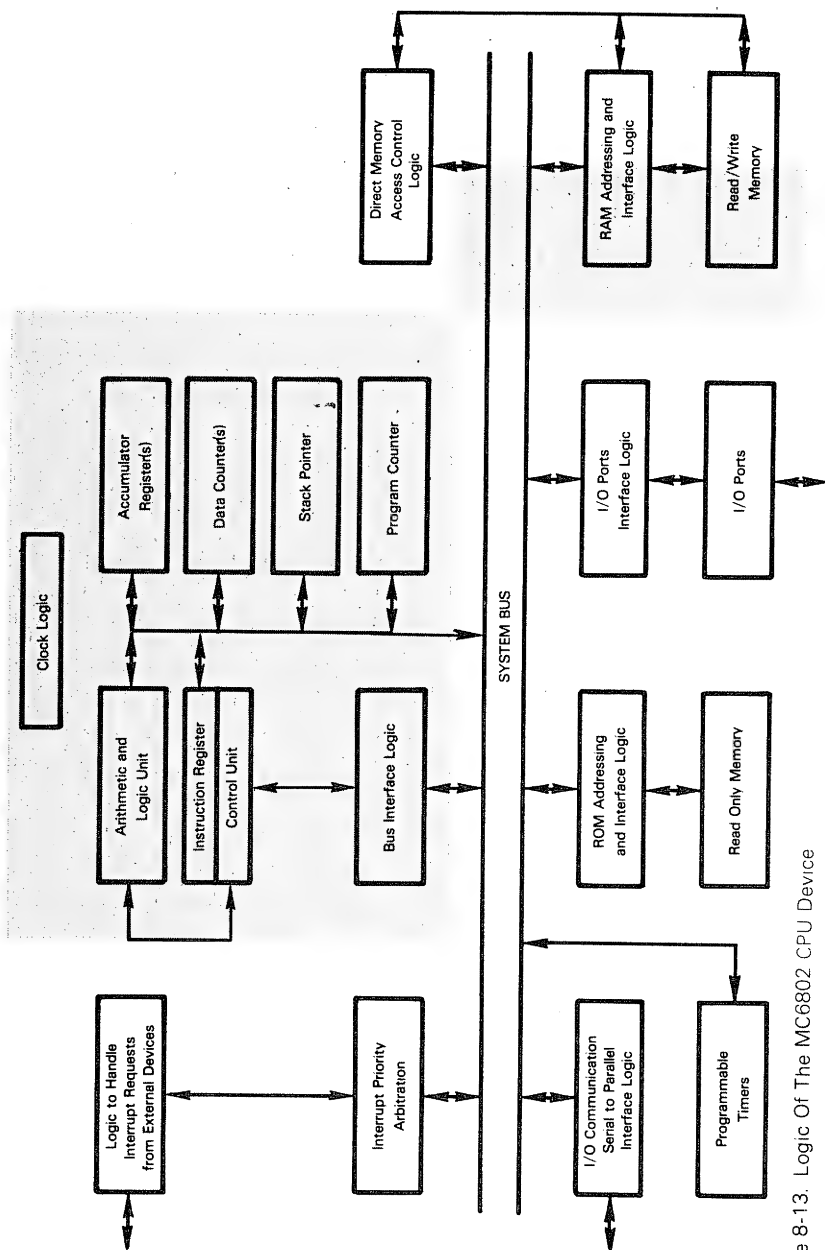 Clock Logic
Logic to Handle
Interrupt Requests
from External Devices
Arithmetic and
Logic Unit
Accumulator
Register(s)
Instruction Register
Control Unit
Data Counter(s)
Stack Pointer
Program Counter
Interrupt Priority
Arbitration
Bus Interface Logic
Direct Memory
Access Control
Logic
SYSTEM BUS
I/O Communication
Serial to Parallel
Interface Logic
ROM Addressing
and Interface Logic
I/O Ports
Interface Logic
RAM Addressing and
Interface Logic
Programmable
Timers
Read Only Memory
I/O Ports
Read/Write
Memory
e 8-13. Logic Of The MC6802 CPU Device